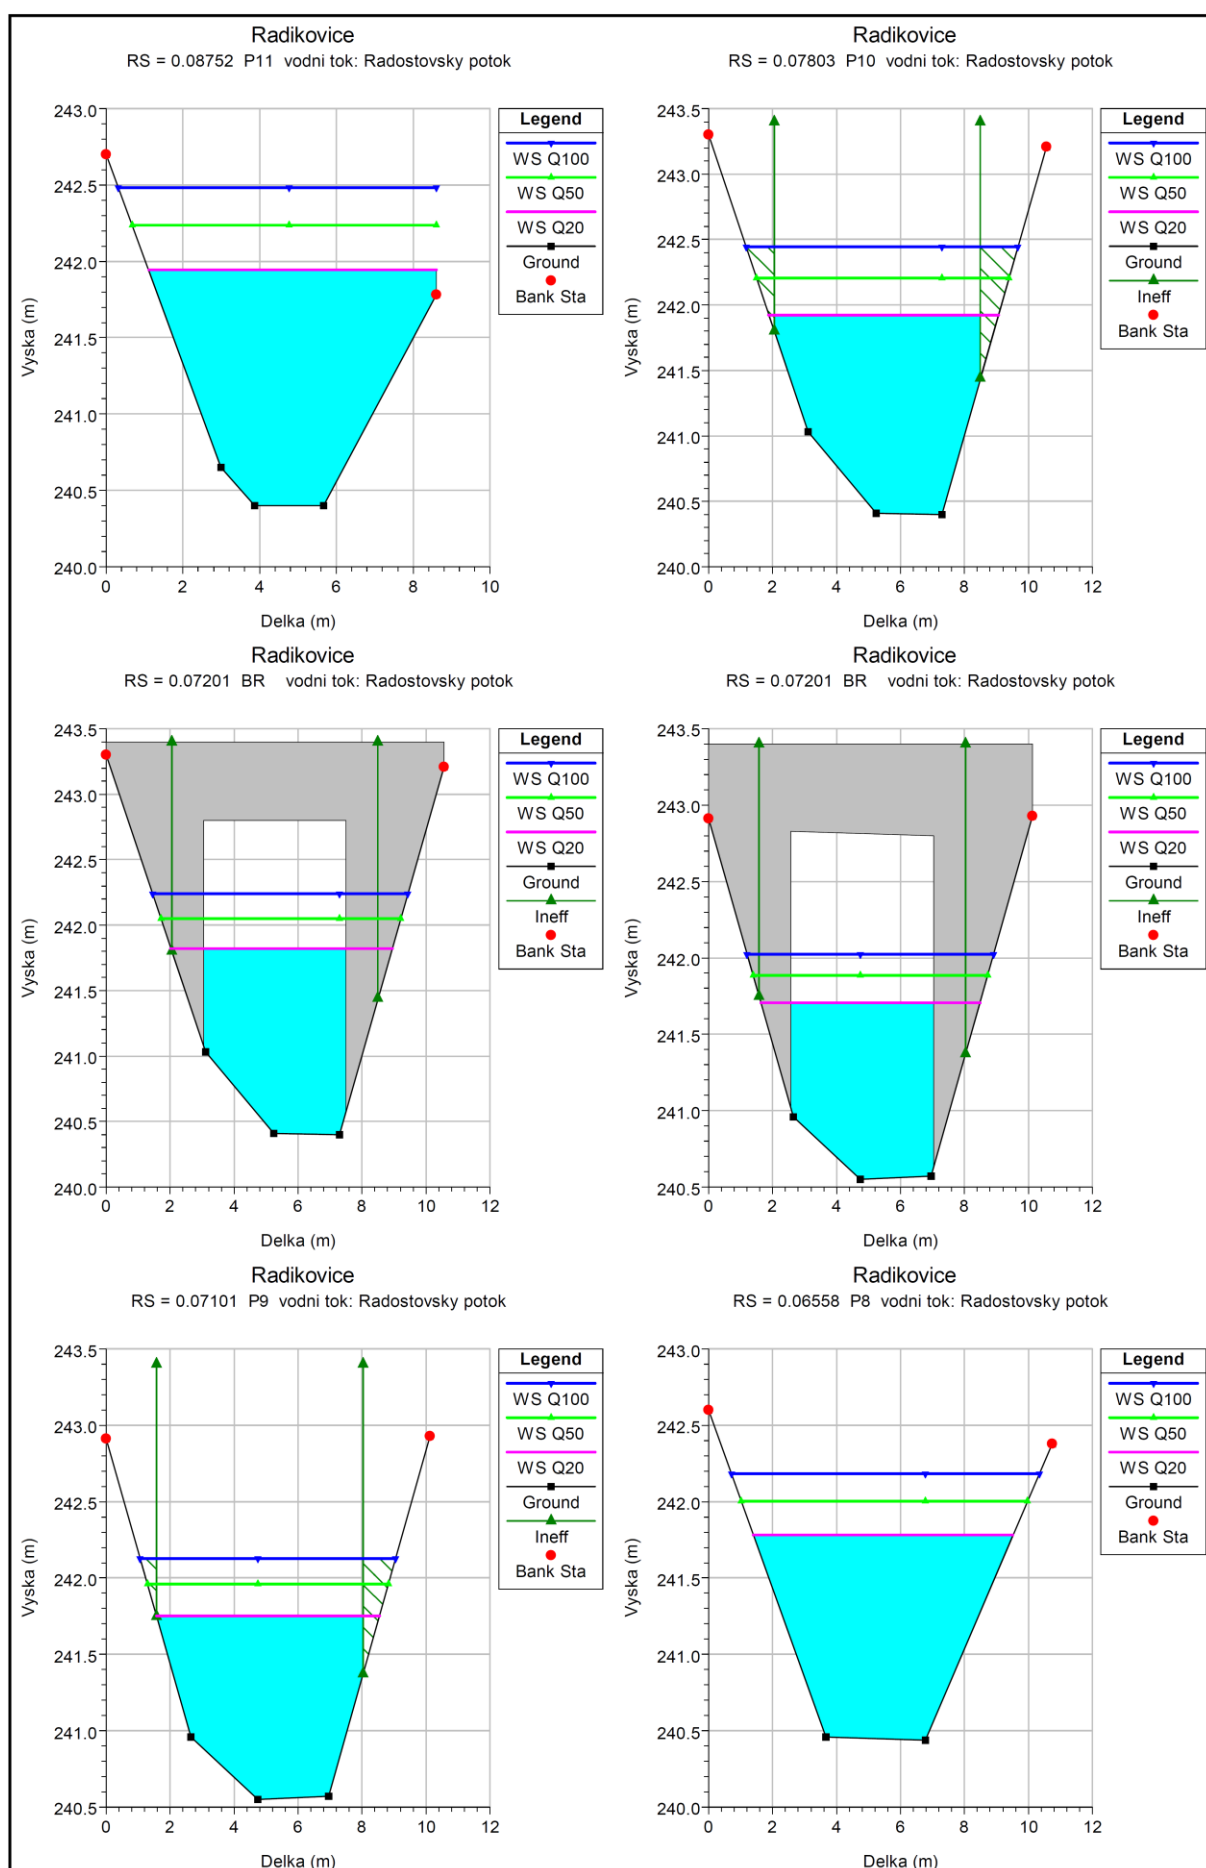 Radikovice
RS = 0.08752 P11 vodni tok: Radostovsky potok
243.0
242.5
242.0
241.5
241.0
240.5
240.0
0 2 4 6 8 10
Vyska (m)
Delka (m)
Legend
WS Q100
WS Q50
WS Q20
Ground
Bank Sta
Radikovice
RS = 0.07803 P10 vodni tok: Radostovsky potok
243.5
243.0
242.5
242.0
241.5
241.0
240.5
240.0
0 2 4 6 8 10 12
Vyska (m)
Delka (m)
Legend
WS Q100
WS Q50
WS Q20
Ground
Ineff
Bank Sta
Radikovice
RS = 0.07201 BR vodni tok: Radostovsky potok
243.5
243.0
242.5
242.0
241.5
241.0
240.5
240.0
0 2 4 6 8 10 12
Vyska (m)
Delka (m)
Legend
WS Q100
WS Q50
WS Q20
Ground
Ineff
Bank Sta
Radikovice
RS = 0.07201 BR vodni tok: Radostovsky potok
243.5
243.0
242.5
242.0
241.5
241.0
240.5
0 2 4 6 8 10 12
Vyska (m)
Delka (m)
Legend
WS Q100
WS Q50
WS Q20
Ground
Ineff
Bank Sta
Radikovice
RS = 0.07101 P9 vodni tok: Radostovsky potok
243.5
243.0
242.5
242.0
241.5
241.0
240.5
0 2 4 6 8 10 12
Vyska (m)
Delka (m)
Legend
WS Q100
WS Q50
WS Q20
Ground
Ineff
Bank Sta
Radikovice
RS = 0.06558 P8 vodni tok: Radostovsky potok
243.0
242.5
242.0
241.5
241.0
240.5
240.0
0 2 4 6 8 10 12
Vyska (m)
Delka (m)
Legend
WS Q100
WS Q50
WS Q20
Ground
Bank Sta